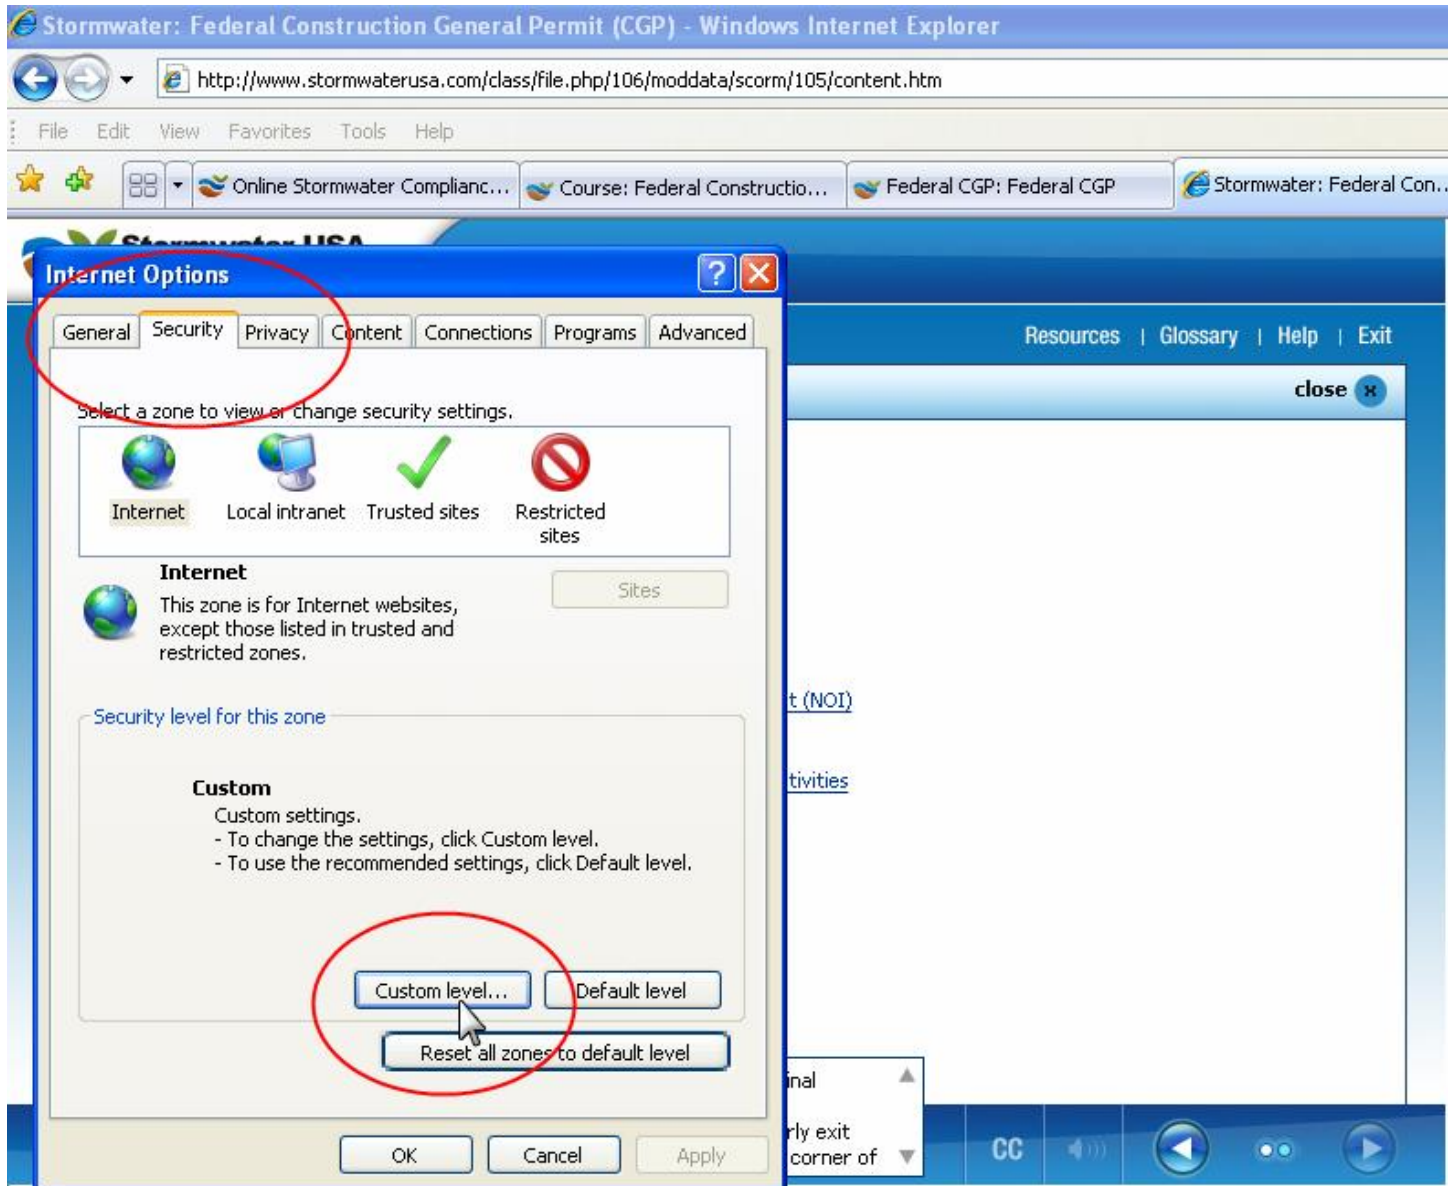 Stormwater: Federal Construction General Permit (CGP) - Windows Internet Explorer
http://www.stormwaterusa.com/class/file.php/106/moddata/scorm/105/content.htm
File Edit View Favorites Tools Help
Online Stormwater Complianc... Course: Federal Constructio... Federal CGP: Federal CGP Stormwater: Federal Con..
Stormwater USA
Internet Options
General Security Privacy Content Connections Programs Advanced
Resources | Glossary | Help | Exit
close x
Select a zone to view or change security settings.
Internet Local intranet Trusted sites Restricted
sites
Internet
Sites
This zone is for Internet websites,
except those listed in trusted and
restricted zones.
t (NOI)
Security level for this zone
tivities
Custom
Custom settings.
- To change the settings, click Custom level.
- To use the recommended settings, click Default level.
Custom level... Default level
Reset all zones to default level
inal
rly exit
corner of
OK Cancel Apply
CC